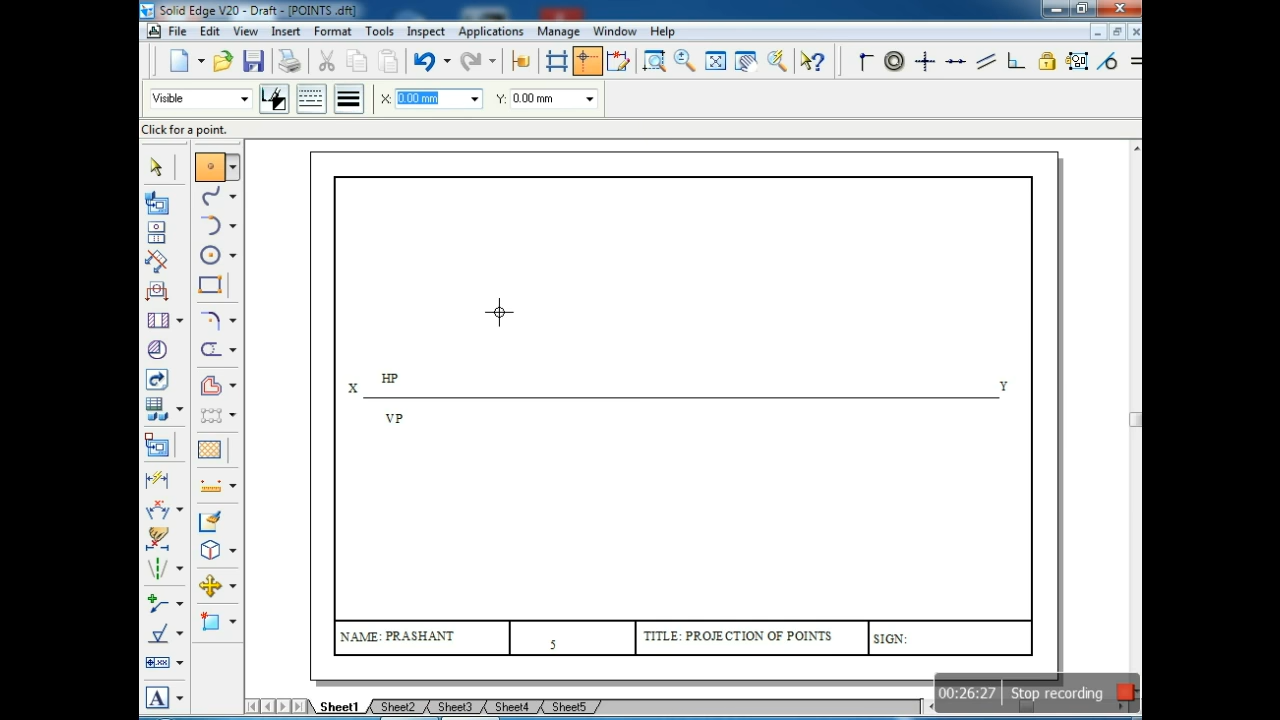 Solid Edge V20 - Draft - [POINTS .dft]
File Edit View Insert Format Tools Inspect Applications Manage Window Help
Visible X: 0.00 mm Y: 0.00 mm
Click for a point.
HP
X Y
VP
NAME: PRASHANT 5 TITLE: PROJECTION OF POINTS SIGN:
00:26:27 Stop recording
Sheet1 Sheet2 Sheet3 Sheet4 Sheet5